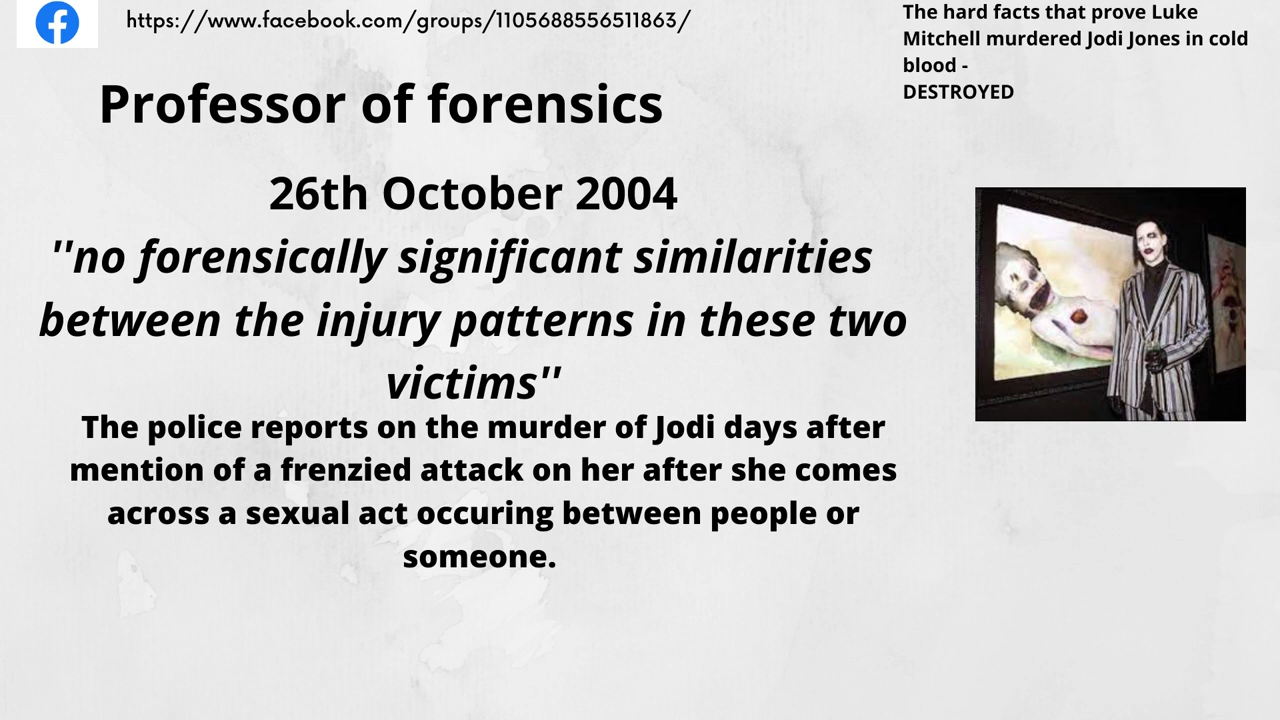 https://www.facebook.com/groups/1105688556511863/
The hard facts that prove Luke
Mitchell murdered Jodi Jones in cold
blood -
DESTROYED
Professor of forensics
26th October 2004
''no forensically significant similarities
between the injury patterns in these two
victims''
The police reports on the murder of Jodi days after
mention of a frenzied attack on her after she comes
across a sexual act occuring between people or
someone.